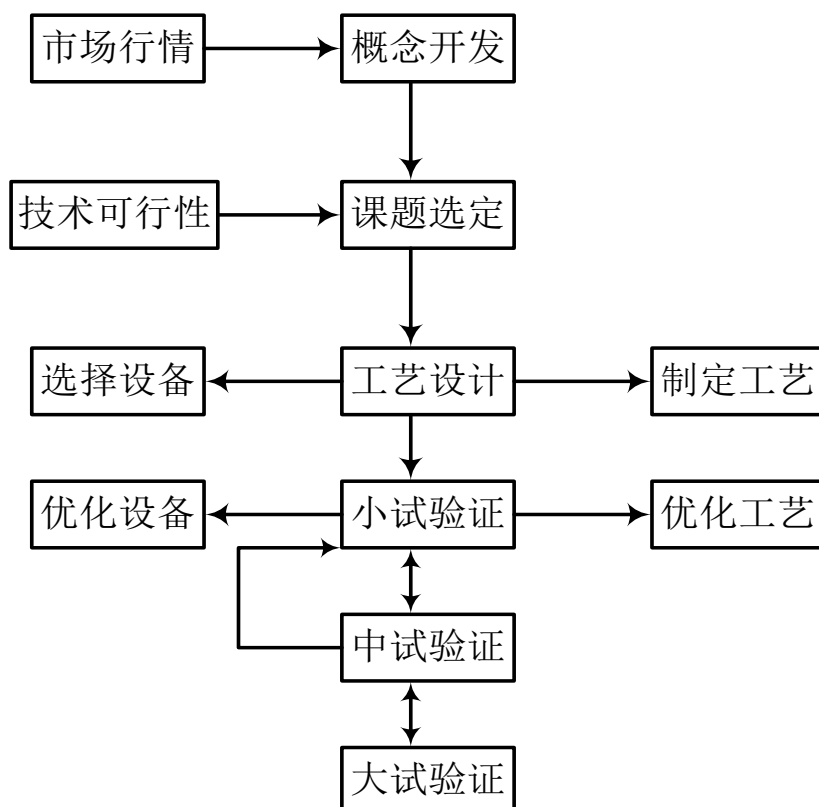 市场行情
概念开发
技术可行性
课题选定
选择设备
工艺设计
制定工艺
优化设备
小试验证
优化工艺
中试验证
大试验证